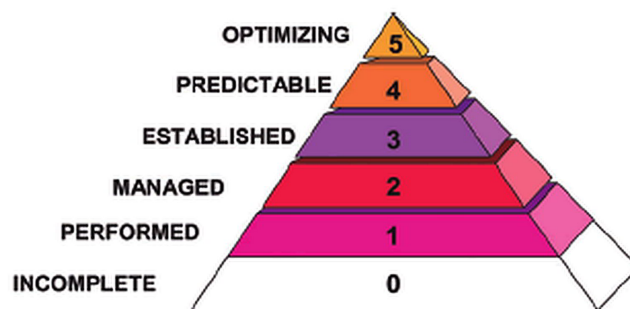 OPTIMIZING 5
PREDICTABLE 4
ESTABLISHED 3
MANAGED 2
PERFORMED 1
INCOMPLETE 0